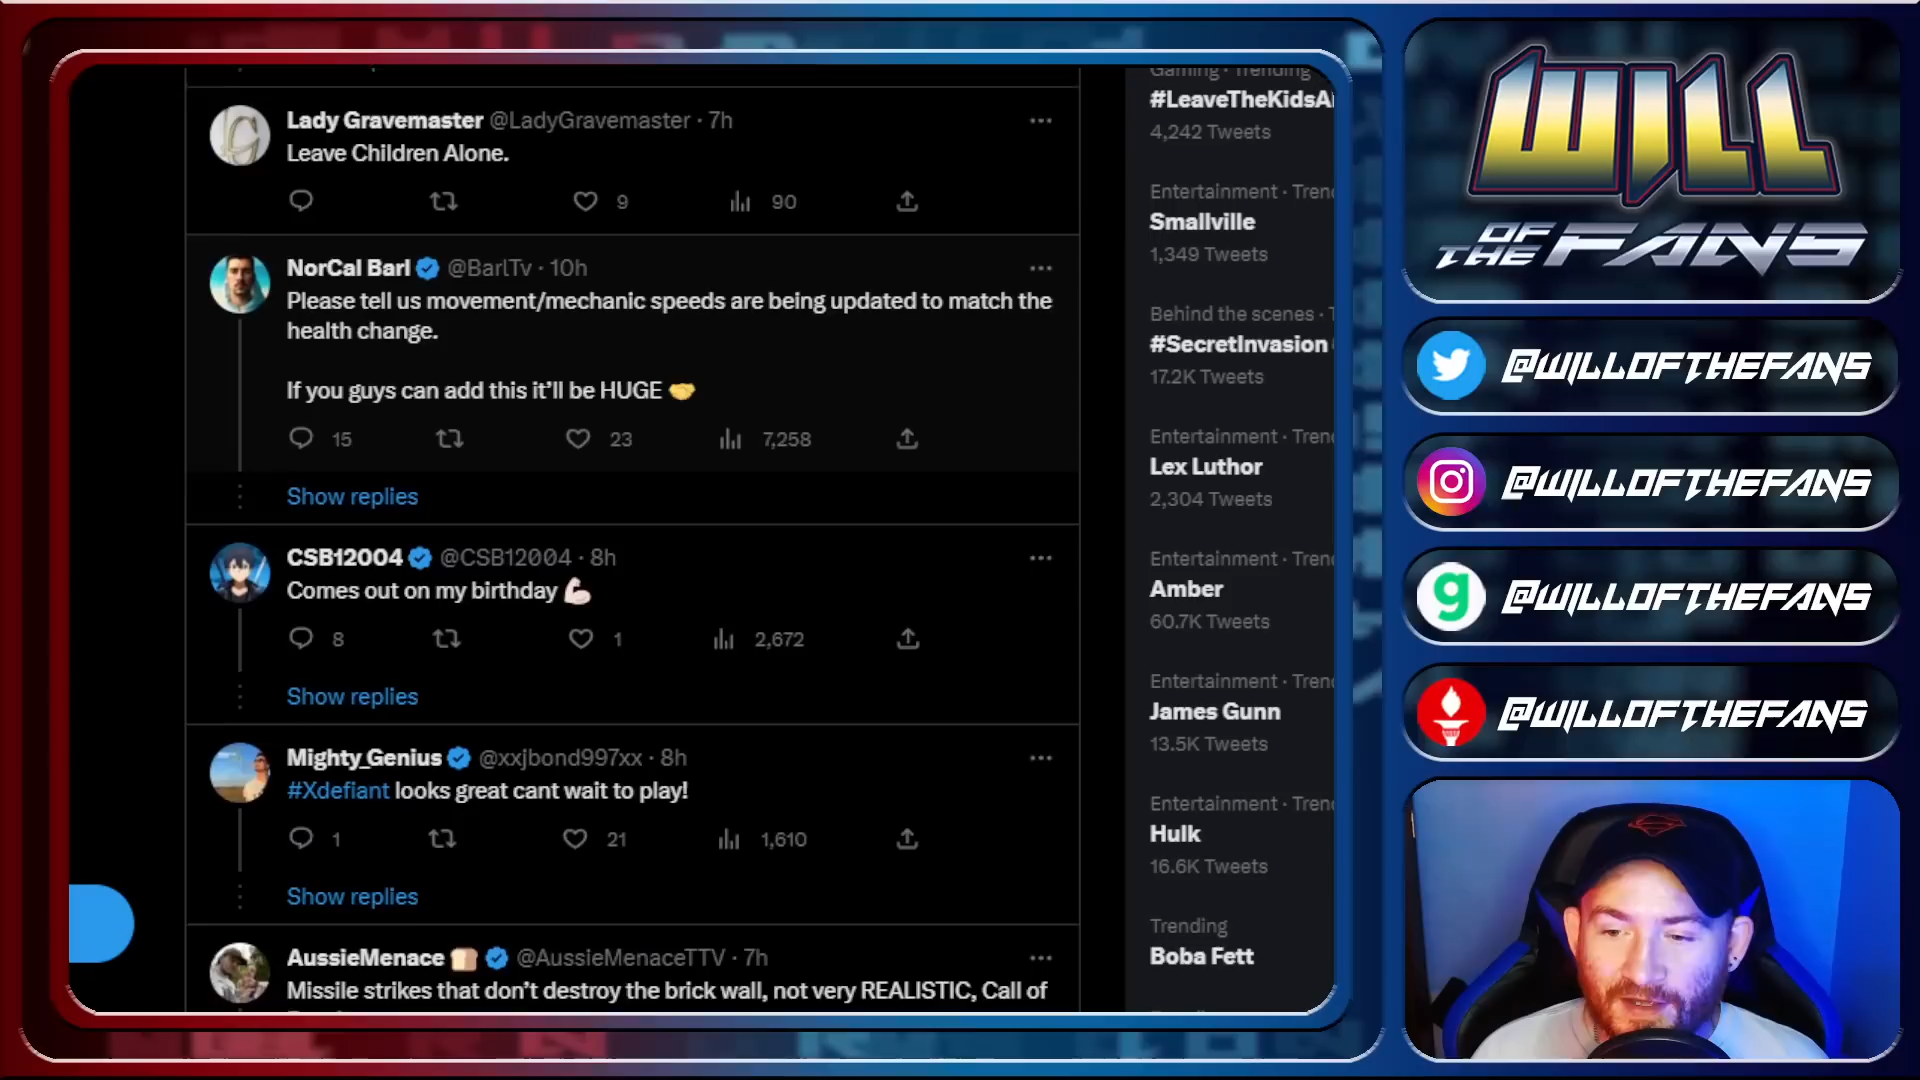 Lady Gravemaster @LadyGravemaster · 7h
Leave Children Alone.
9
90
NorCal Barl @BarlTv · 10h
Please tell us movement/mechanic speeds are being updated to match the
health change.
If you guys can add this it'll be HUGE 🤝
15
23
7,258
Show replies
CSB12004 @CSB12004 · 8h
Comes out on my birthday 💪🏻
8
1
2,672
Show replies
Mighty_Genius @xxjbond997xx · 8h
#Xdefiant looks great cant wait to play!
1
21
1,610
Show replies
AussieMenace 🍞 @AussieMenaceTTV · 7h
Missile strikes that don't destroy the brick wall, not very REALISTIC, Call of
Gaming · Trending
#LeaveTheKidsAl
4,242 Tweets
Entertainment · Tren
Smallville
1,349 Tweets
Behind the scenes ·
#SecretInvasion
17.2K Tweets
Entertainment · Tren
Lex Luthor
2,304 Tweets
Entertainment · Tren
Amber
60.7K Tweets
Entertainment · Tren
James Gunn
13.5K Tweets
Entertainment · Tren
Hulk
16.6K Tweets
Trending
Boba Fett
WILL
OF THE FANS
@WILLOFTHEFANS
@WILLOFTHEFANS
g
@WILLOFTHEFANS
@WILLOFTHEFANS